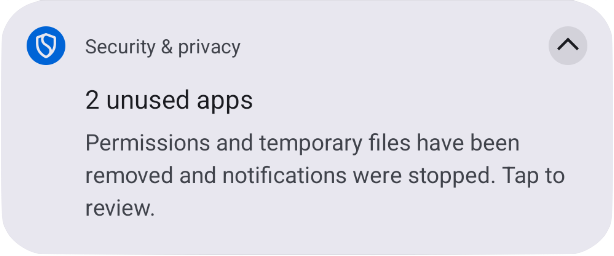 Security & privacy
2 unused apps
Permissions and temporary files have been
removed and notifications were stopped. Tap to
review.